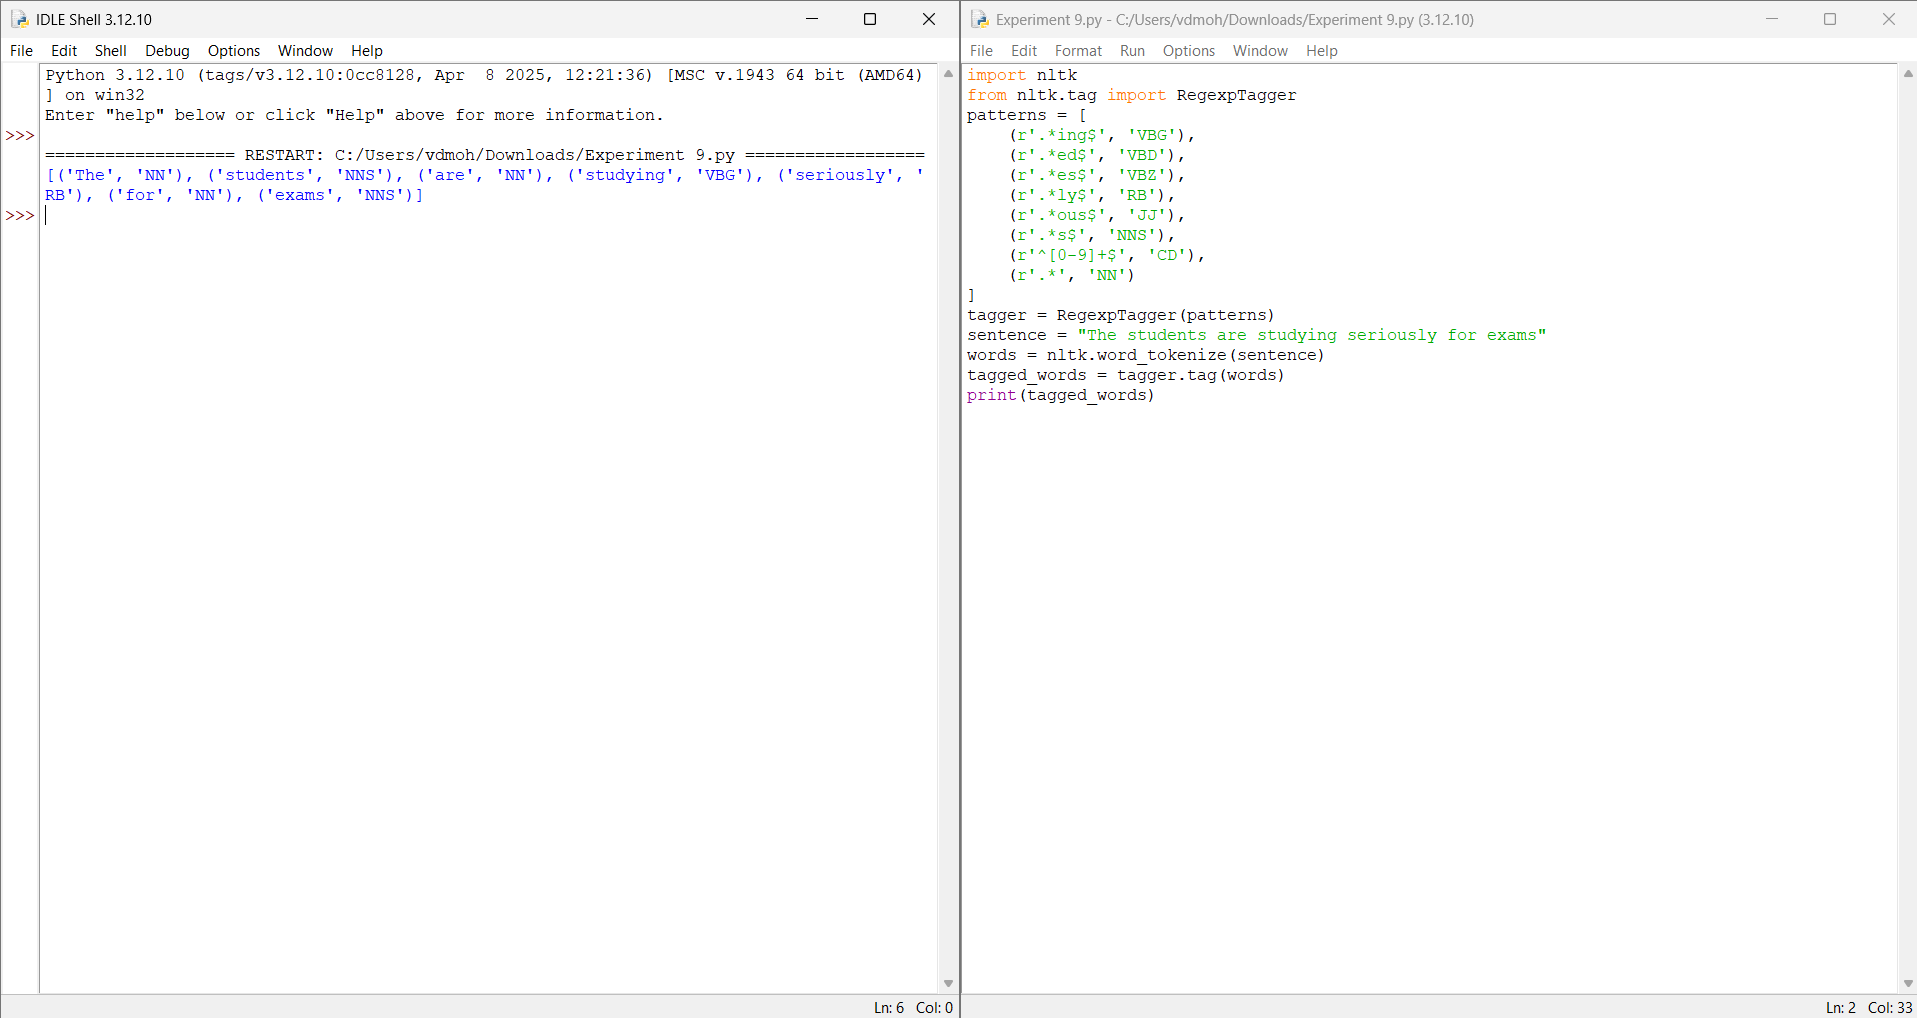 IDLE Shell 3.12.10
File Edit Shell Debug Options Window Help
Python 3.12.10 (tags/v3.12.10:0cc8128, Apr  8 2025, 12:21:36) [MSC v.1943 64 bit (AMD64)
] on win32
Enter "help" below or click "Help" above for more information.
>>>
=================== RESTART: C:/Users/vdmoh/Downloads/Experiment 9.py ==================
[('The', 'NN'), ('students', 'NNS'), ('are', 'NN'), ('studying', 'VBG'), ('seriously', '
RB'), ('for', 'NN'), ('exams', 'NNS')]
>>>
Ln: 6 Col: 0
Experiment 9.py - C:/Users/vdmoh/Downloads/Experiment 9.py (3.12.10)
File Edit Format Run Options Window Help
import nltk
from nltk.tag import RegexpTagger
patterns = [
    (r'.*ing$', 'VBG'),
    (r'.*ed$', 'VBD'),
    (r'.*es$', 'VBZ'),
    (r'.*ly$', 'RB'),
    (r'.*ous$', 'JJ'),
    (r'.*s$', 'NNS'),
    (r'^[0-9]+$', 'CD'),
    (r'.*', 'NN')
]
tagger = RegexpTagger(patterns)
sentence = "The students are studying seriously for exams"
words = nltk.word_tokenize(sentence)
tagged_words = tagger.tag(words)
print(tagged_words)
Ln: 2 Col: 33